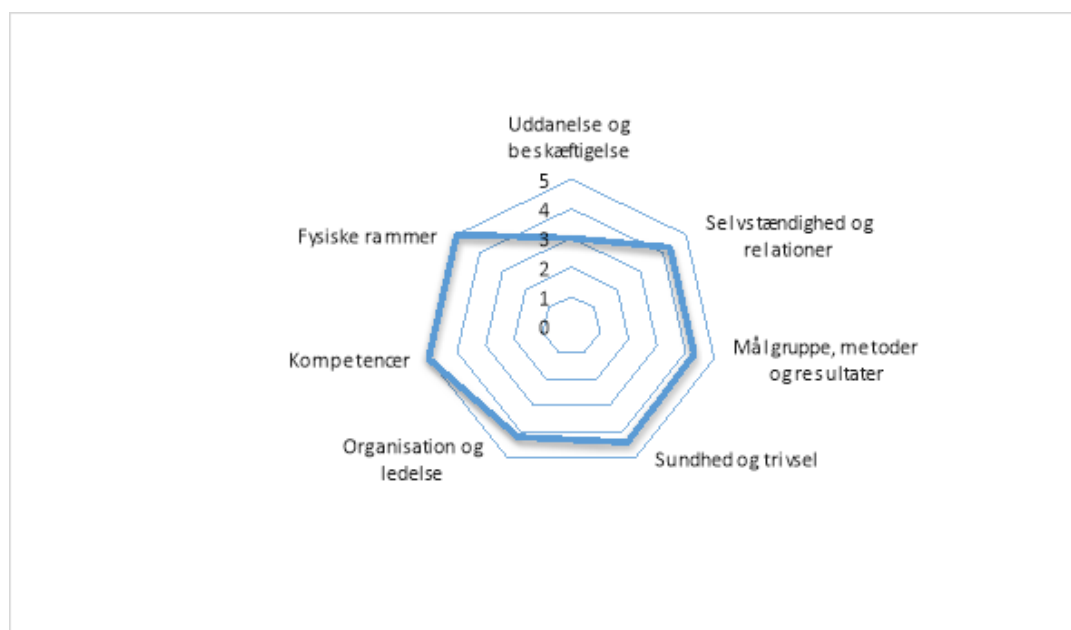 Uddanelse og
beskæftigelse
5
4
3
2
1
0
Selvstændighed og
relationer
Målgruppe, metoder
og resultater
Sundhed og trivsel
Organisation og
ledelse
Kompetencer
Fysiske rammer